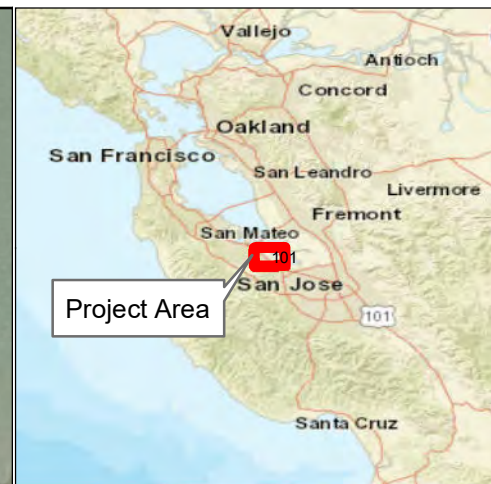 Vallejo
Antioch
Concord
Oakland
San Francisco
San Leandro
Livermore
Fremont
San Mateo
101
San Jose
Project Area
101
Santa Cruz